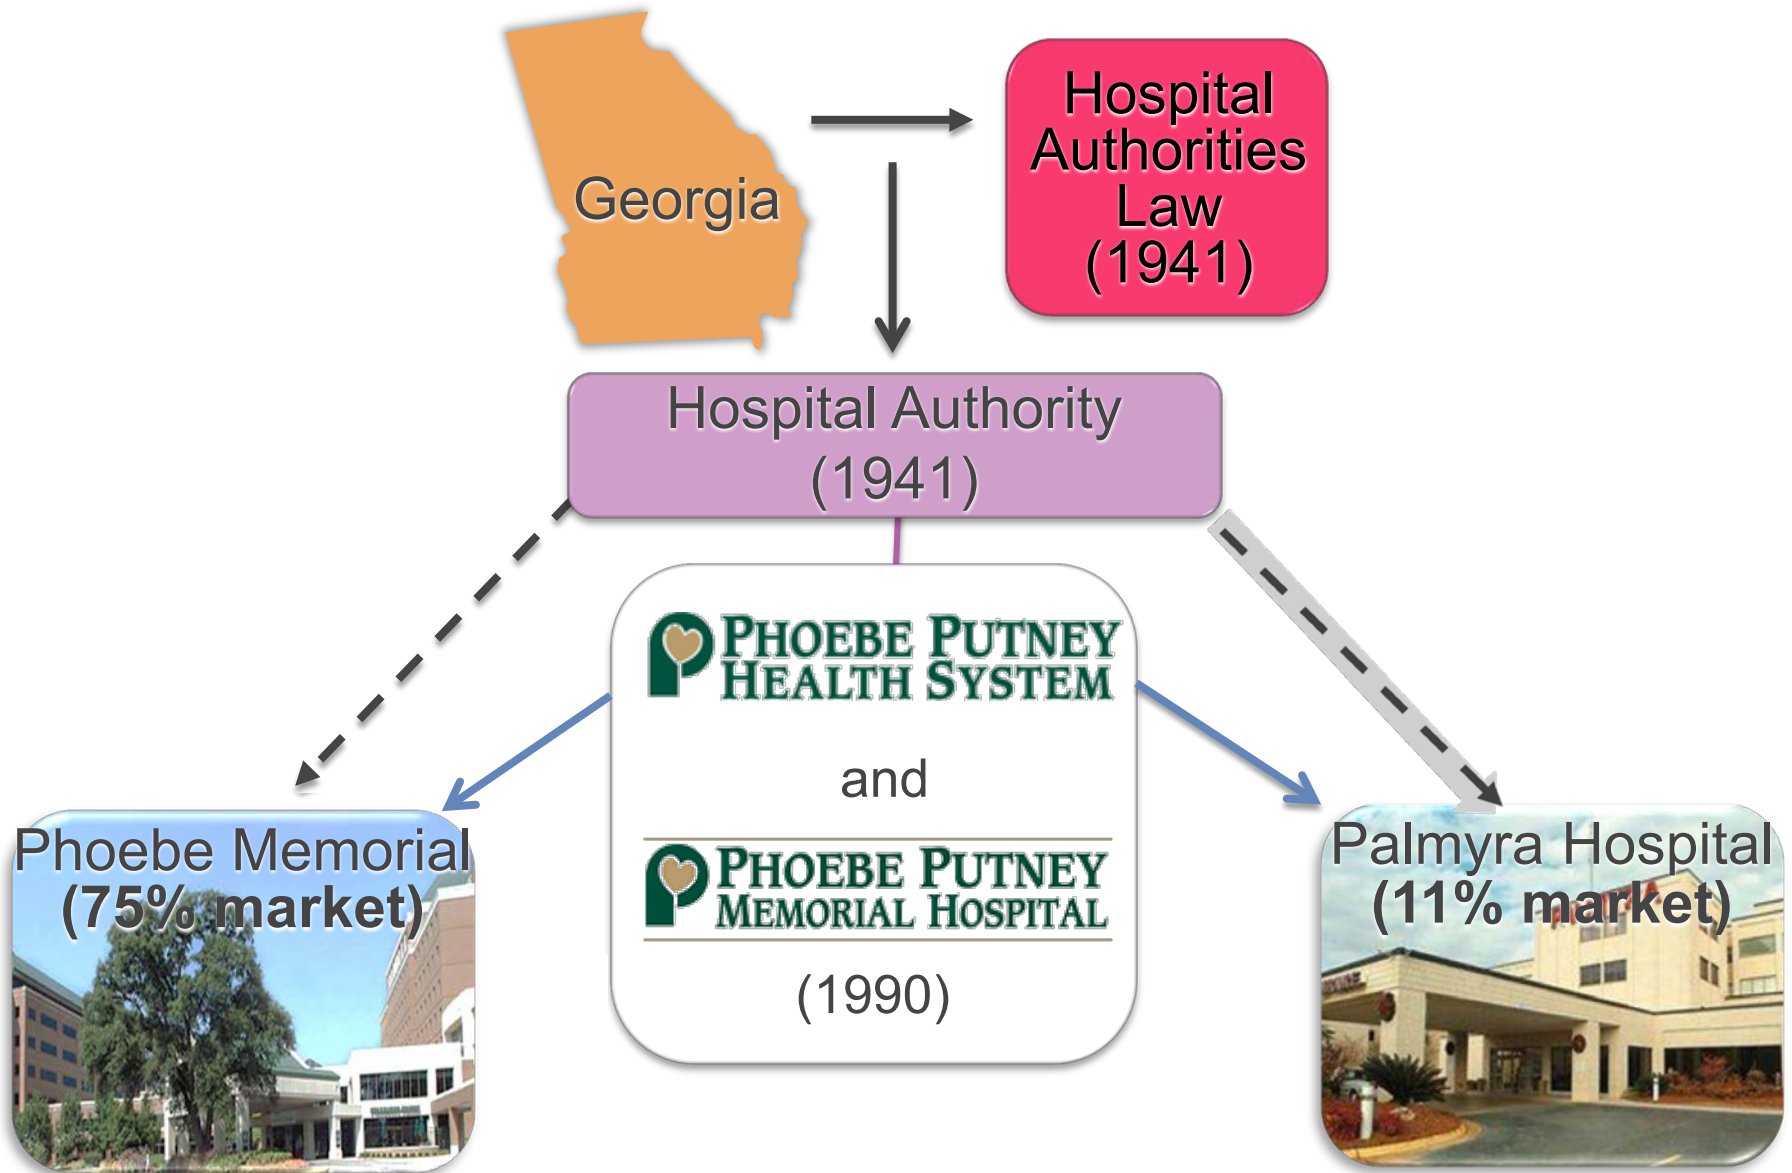 Georgia
Hospital
Authorities
Law
(1941)
Hospital Authority
(1941)
PHOEBE PUTNEY
HEALTH SYSTEM
and
PHOEBE PUTNEY
MEMORIAL HOSPITAL
(1990)
Phoebe Memorial
(75% market)
Palmyra Hospital
(11% market)